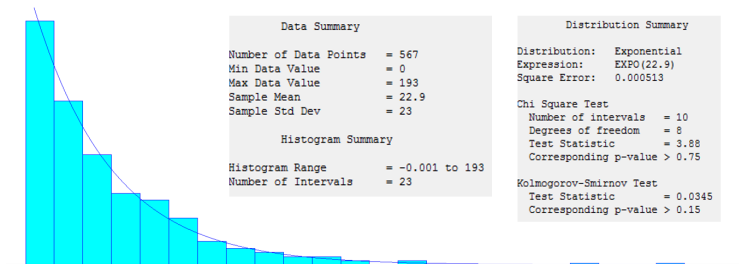 Data Summary
Number of Data Points = 567
Min Data Value = 0
Max Data Value = 193
Sample Mean = 22.9
Sample Std Dev = 23
Histogram Summary
Histogram Range = -0.001 to 193
Number of Intervals = 23
Distribution Summary
Distribution: Exponential
Expression: EXPO(22.9)
Square Error: 0.000513
Chi Square Test
Number of intervals = 10
Degrees of freedom = 8
Test Statistic = 3.88
Corresponding p-value > 0.75
Kolmogorov-Smirnov Test
Test Statistic = 0.0345
Corresponding p-value > 0.15